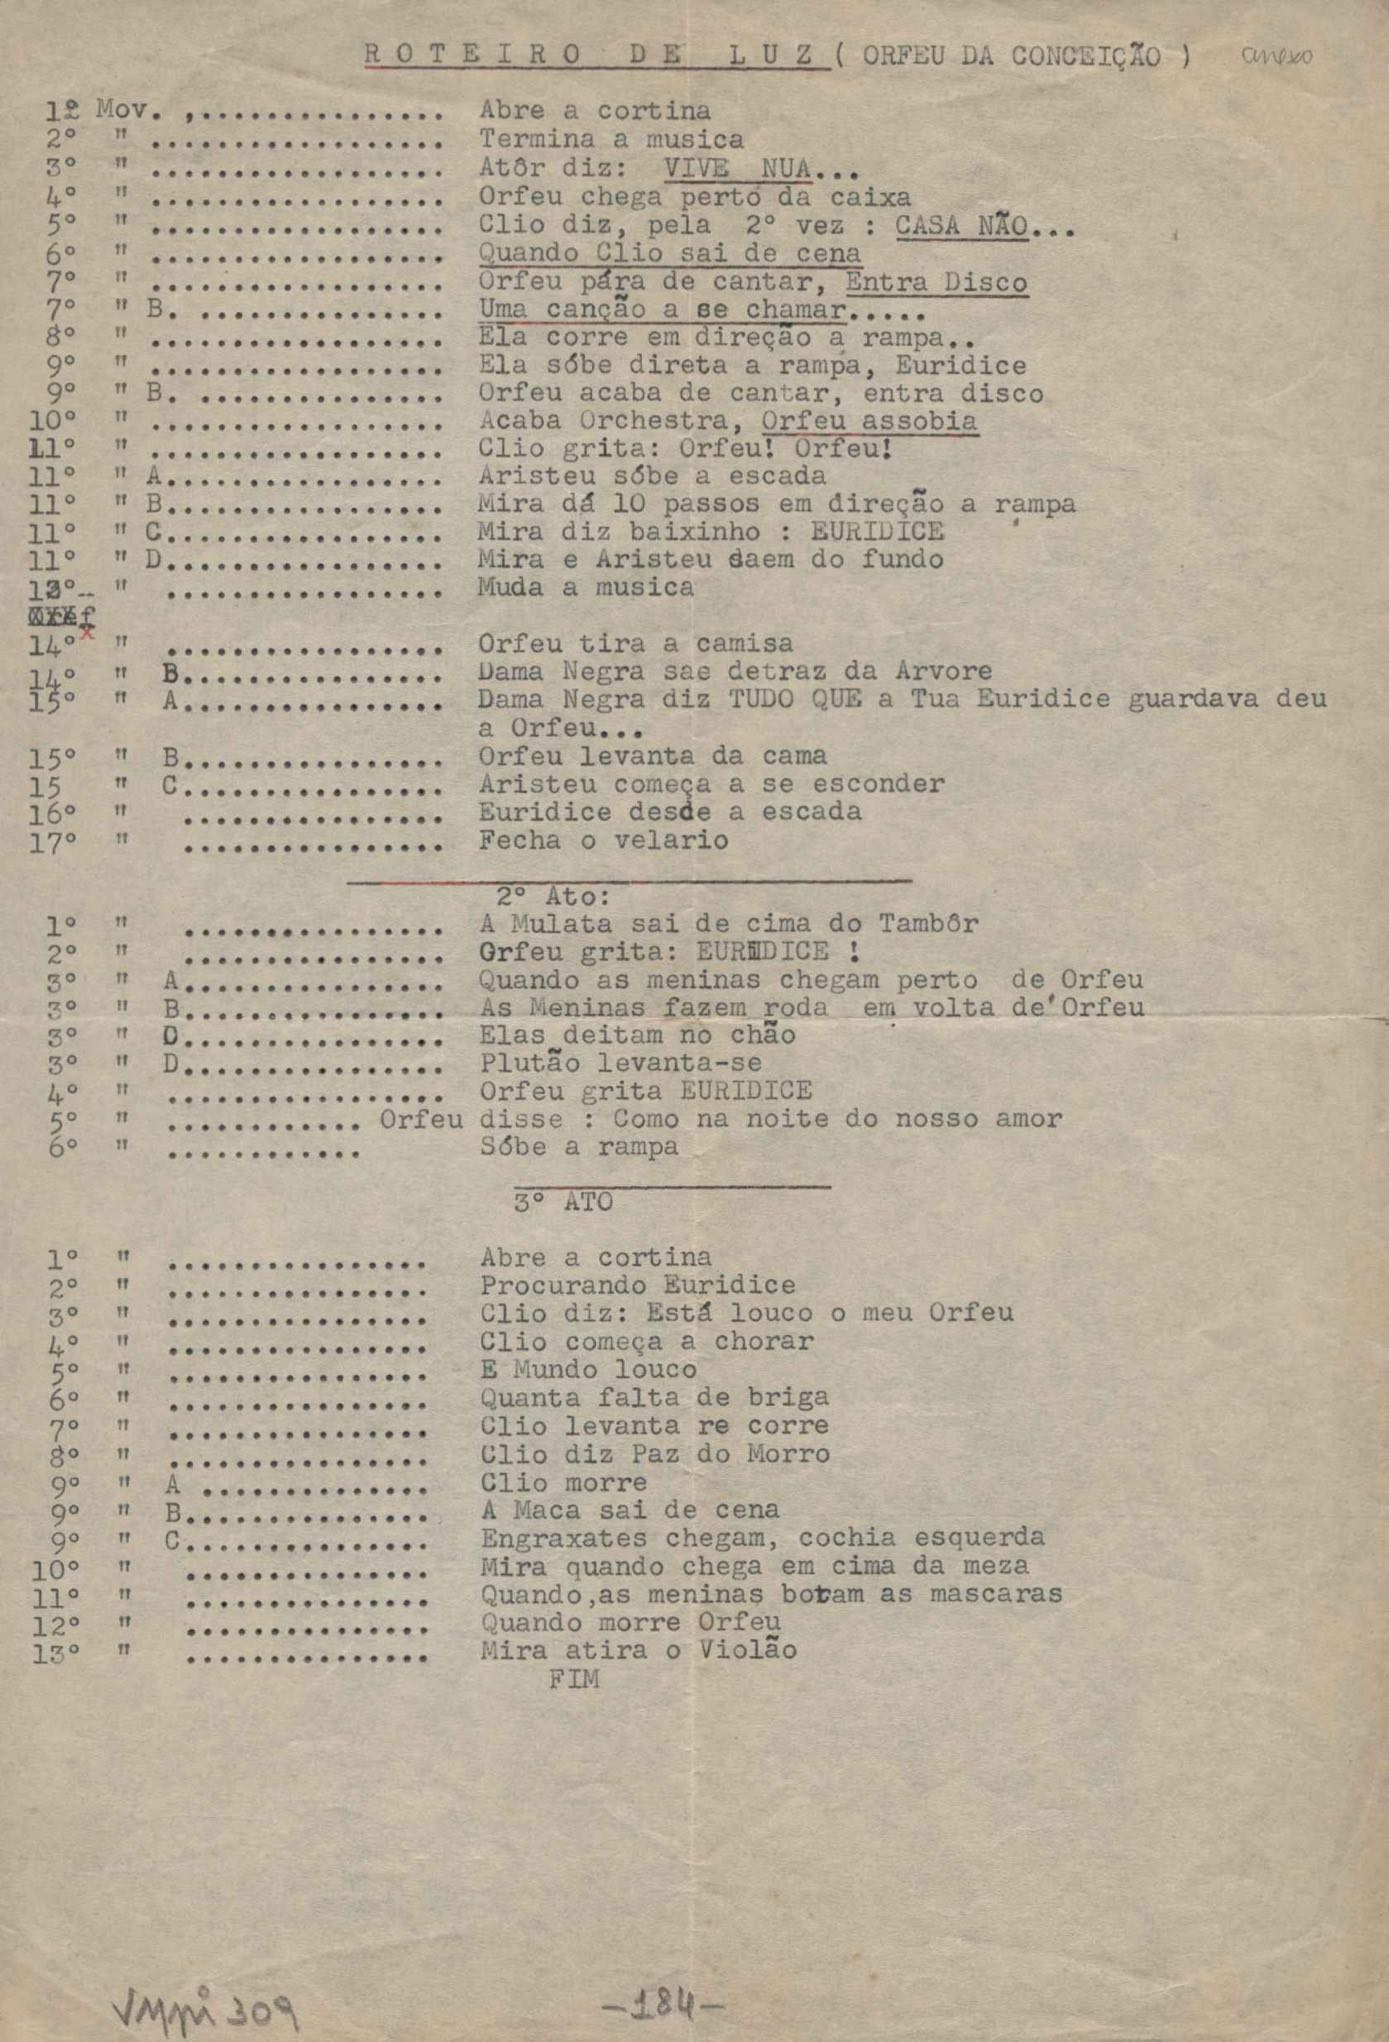 ROTEIRO DE LUZ ( ORFEU DA CONCEIÇÃO ) anexo
1º Mov. ,............... Abre a cortina
2º " .................. Termina a musica
3º " .................. Atôr diz: VIVE NUA...
4º " .................. Orfeu chega perto da caixa
5º " .................. Clio diz, pela 2º vez : CASA NÃO...
6º " .................. Quando Clio sai de cena
7º " .................. Orfeu pára de cantar, Entra Disco
7º " B. ............... Uma canção a se chamar.....
8º " .................. Ela corre em direção a rampa..
9º " .................. Ela sóbe direta a rampa, Euridice
9º " B. ............... Orfeu acaba de cantar, entra disco
10º " .................. Acaba Orchestra, Orfeu assobia
11º " .................. Clio grita: Orfeu! Orfeu!
11º " A................. Aristeu sóbe a escada
11º " B................. Mira dá 10 passos em direção a rampa
11º " C................. Mira diz baixinho : EURIDICE
11º " D................. Mira e Aristeu saem do fundo
13º- " ................. Muda a musica
14º " ................. Orfeu tira a camisa
14º " B................ Dama Negra sae detraz da Arvore
15º " A................ Dama Negra diz TUDO QUE a Tua Euridice guardava deu
a Orfeu...
15º " B................ Orfeu levanta da cama
15 " C................ Aristeu começa a se esconder
16º " ................ Euridice desde a escada
17º " ................ Fecha o velario
2º Ato:
1º " ................ A Mulata sai de cima do Tambôr
2º " ................ Orfeu grita: EURIDICE !
3º " A................ Quando as meninas chegam perto de Orfeu
3º " B................ As Meninas fazem roda em volta de Orfeu
3º " C................ Elas deitam no chão
3º " D................ Plutão levanta-se
4º " ................. Orfeu grita EURIDICE
5º " ............ Orfeu disse : Como na noite do nosso amor
6º " ............ Sóbe a rampa
3º ATO
1º " ................ Abre a cortina
2º " ................ Procurando Euridice
3º " ................ Clio diz: Está louco o meu Orfeu
4º " ................ Clio começa a chorar
5º " ................ E Mundo louco
6º " ................ Quanta falta de briga
7º " ................ Clio levanta re corre
8º " ................ Clio diz Paz do Morro
9º " A .............. Clio morre
9º " B............... A Maca sai de cena
9º " C............... Engraxates chegam, cochia esquerda
10º " ............... Mira quando chega em cima da meza
11º " ............... Quando,as meninas botam as mascaras
12º " ............... Quando morre Orfeu
13º " ............... Mira atira o Violão
FIM
VMpi 309 -184-